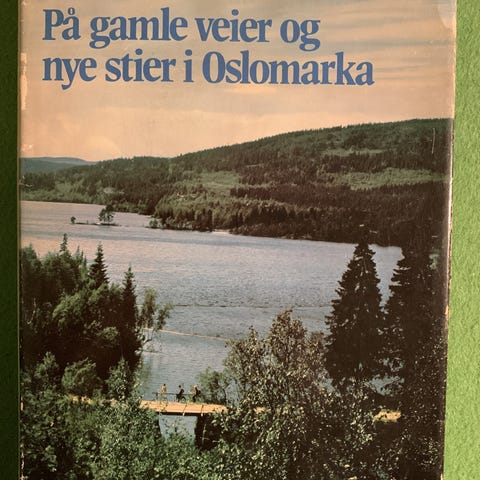 På gamle veier og
nye stier i Oslomarka